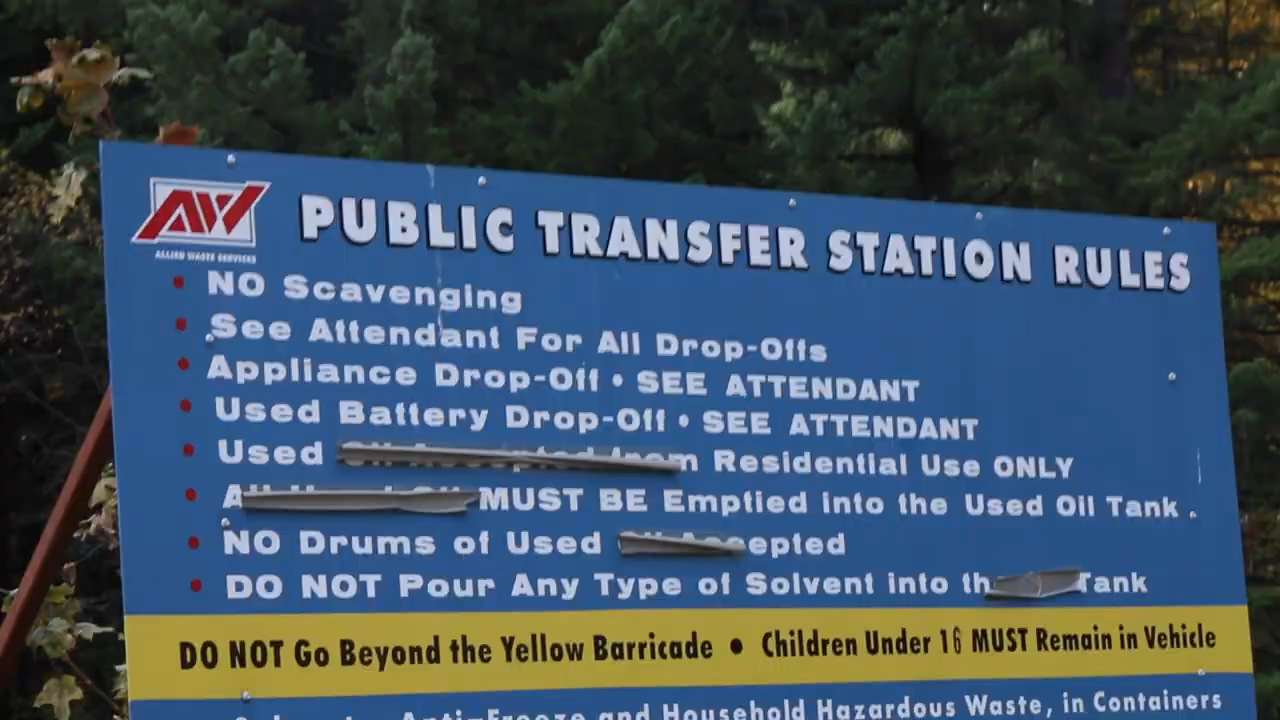 AW
ALLIED WASTE SERVICES
PUBLIC TRANSFER STATION RULES
• NO Scavenging
• See Attendant For All Drop-Offs
• Appliance Drop-Off • SEE ATTENDANT
• Used Battery Drop-Off • SEE ATTENDANT
• Used Residential Use ONLY
• MUST BE Emptied into the Used Oil Tank.
• NO Drums of Used
• DO NOT Pour Any Type of Solvent into Tank
DO NOT Go Beyond the Yellow Barricade • Children Under 16 MUST Remain in Vehicle
Anti-Freeze and Household Hazardous Waste, in Containers